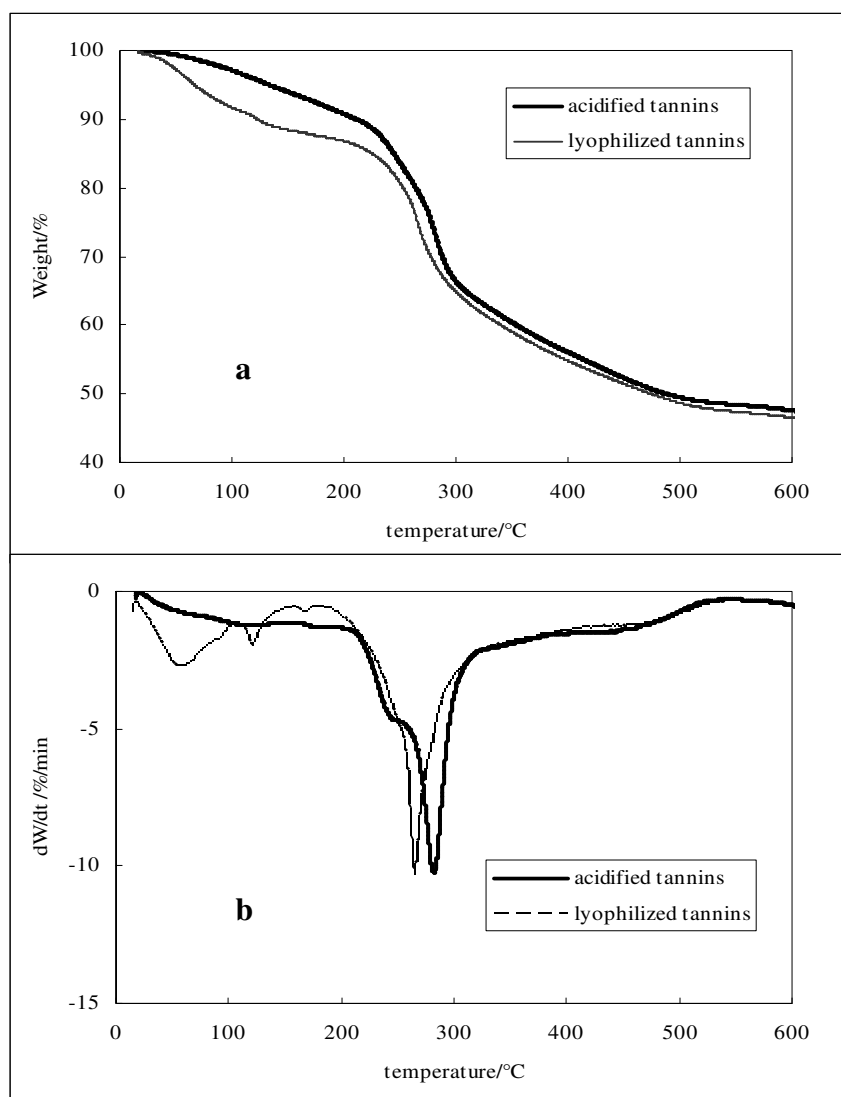 100
90
80
70
60
50
40
Weight/%
acidified tannins
lyophilized tannins
a
0 100 200 300 400 500 600
temperature/°C
0
-5
-10
-15
dW/dt /%/min
acidified tannins
lyophilized tannins
b
0 100 200 300 400 500 600
temperature/°C